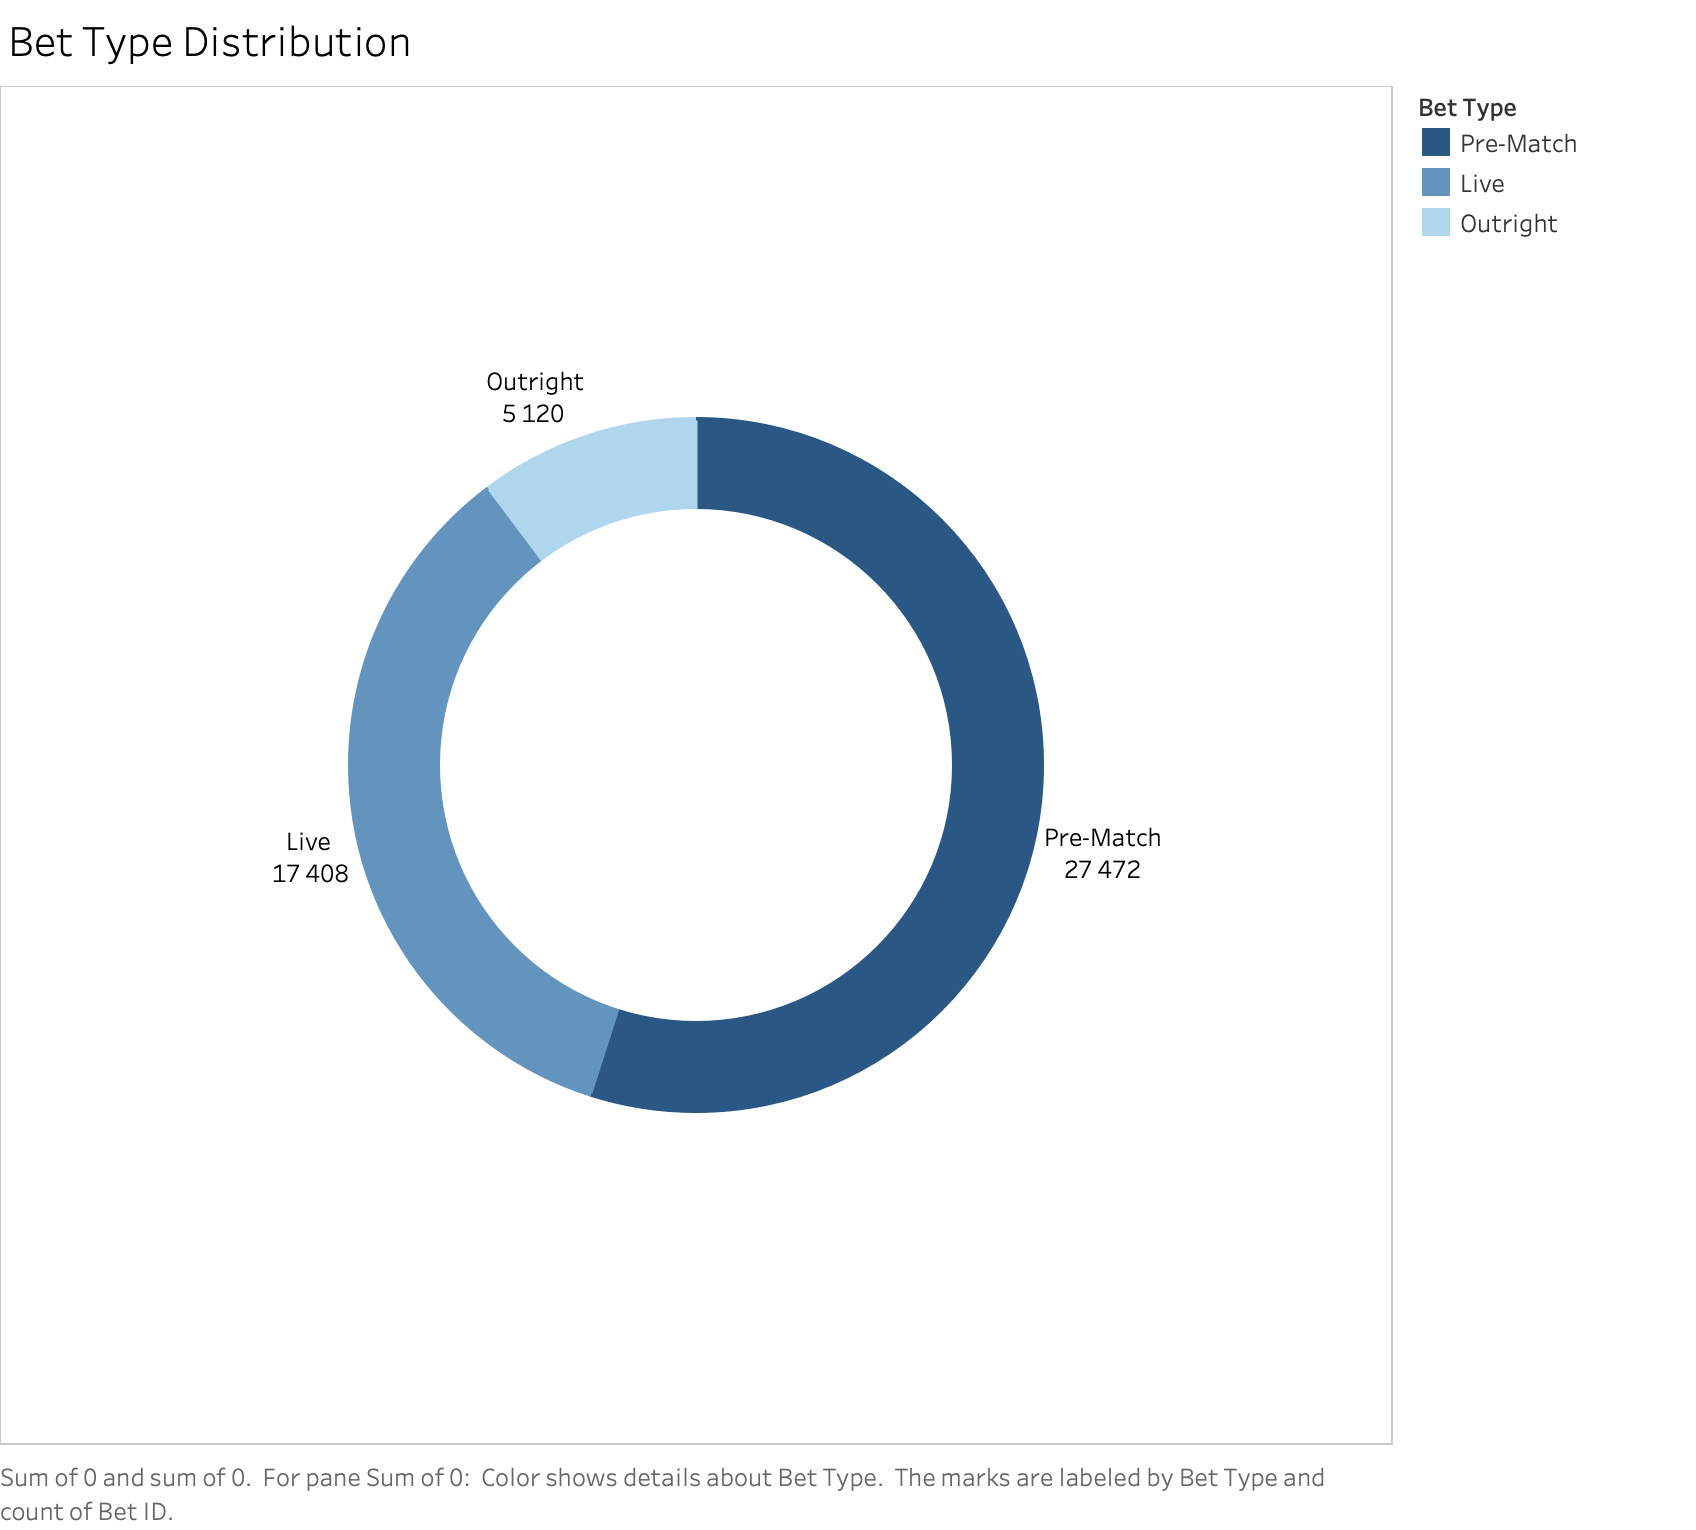 Bet Type Distribution
Bet Type
Pre-Match
Live
Outright
Outright
5 120
Live
17 408
Pre-Match
27 472
Sum of 0 and sum of 0.  For pane Sum of 0:  Color shows details about Bet Type.  The marks are labeled by Bet Type and
count of Bet ID.